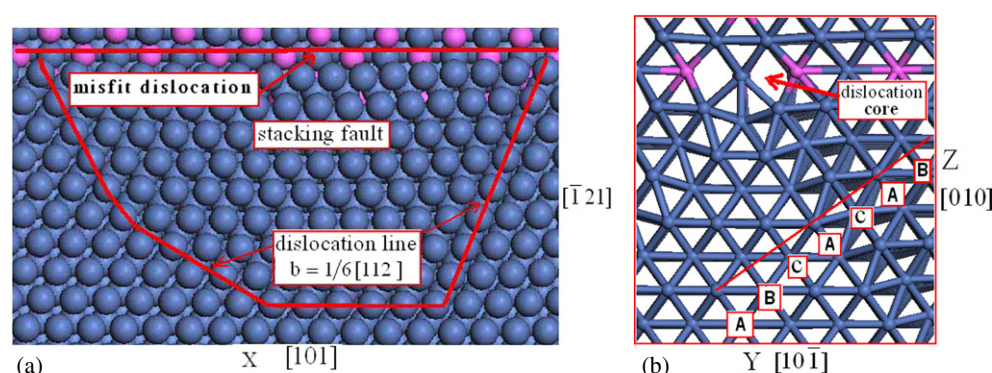 misfit dislocation
stacking fault
dislocation line
b = 1/6 [112 ]
[1̅ 21]
(a)
X [101]
dislocation
core
Z
[010]
B
A
C
A
C
B
A
(b)
Y [101̅]